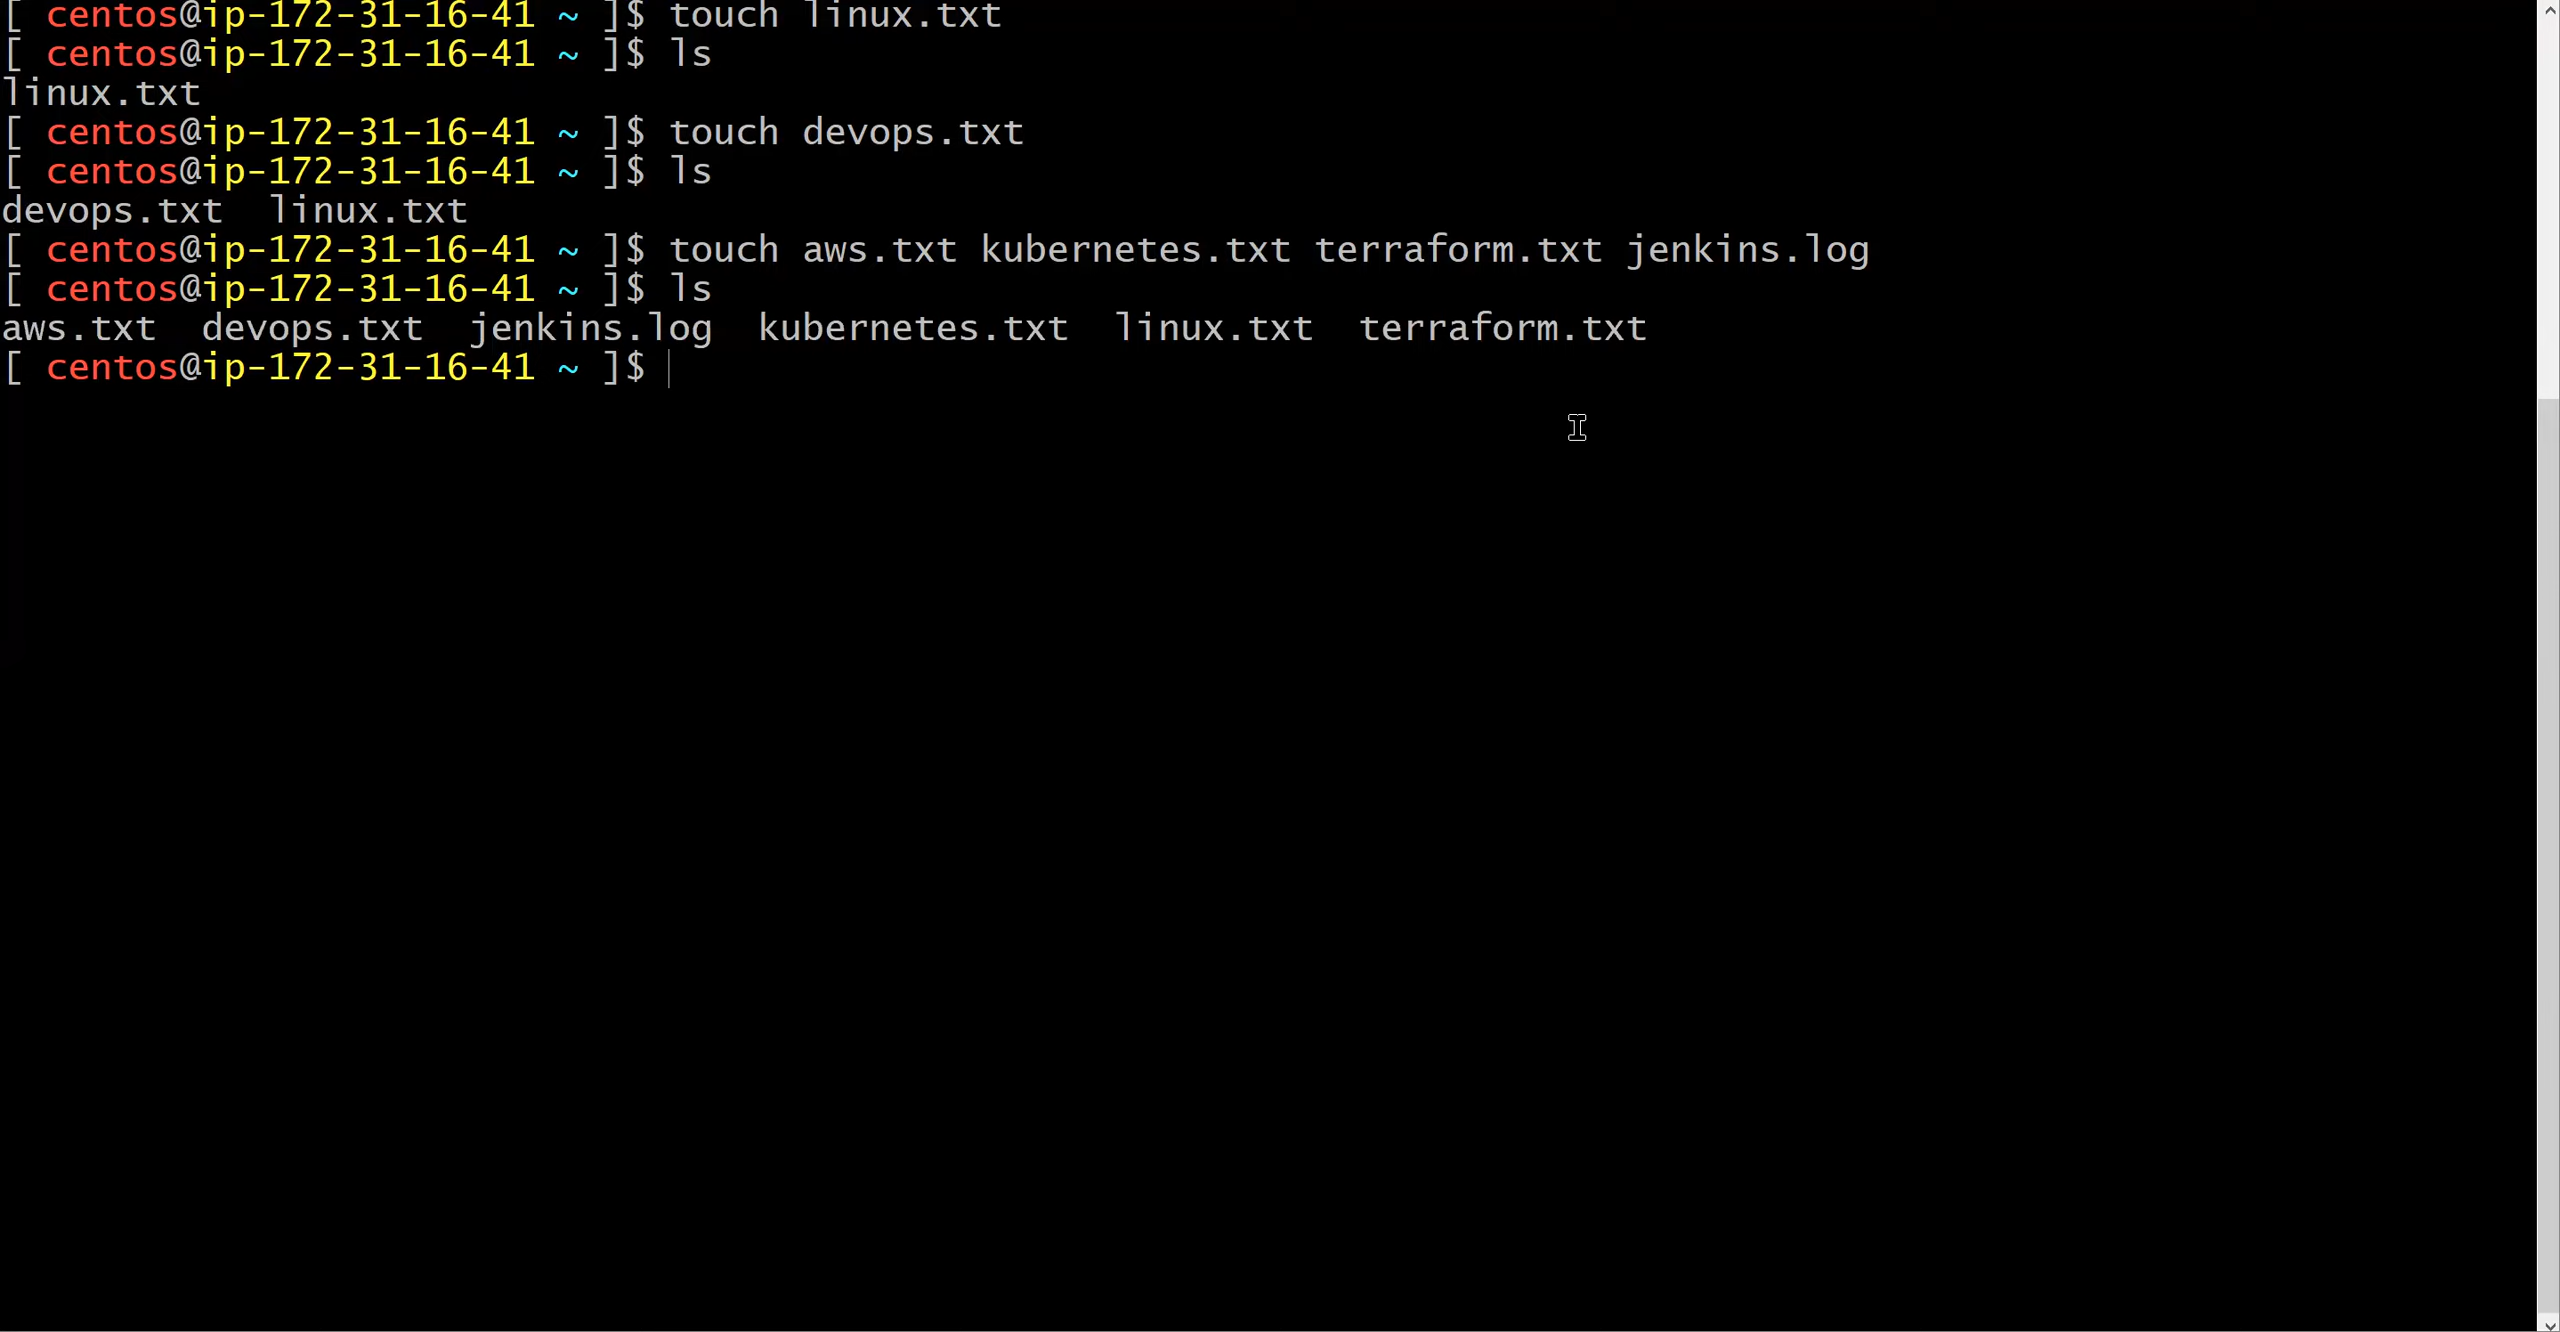 [ centos@ip-172-31-16-41 ~ ]$ touch linux.txt
[ centos@ip-172-31-16-41 ~ ]$ ls
linux.txt
[ centos@ip-172-31-16-41 ~ ]$ touch devops.txt
[ centos@ip-172-31-16-41 ~ ]$ ls
devops.txt  linux.txt
[ centos@ip-172-31-16-41 ~ ]$ touch aws.txt kubernetes.txt terraform.txt jenkins.log
[ centos@ip-172-31-16-41 ~ ]$ ls
aws.txt  devops.txt  jenkins.log  kubernetes.txt  linux.txt  terraform.txt
[ centos@ip-172-31-16-41 ~ ]$